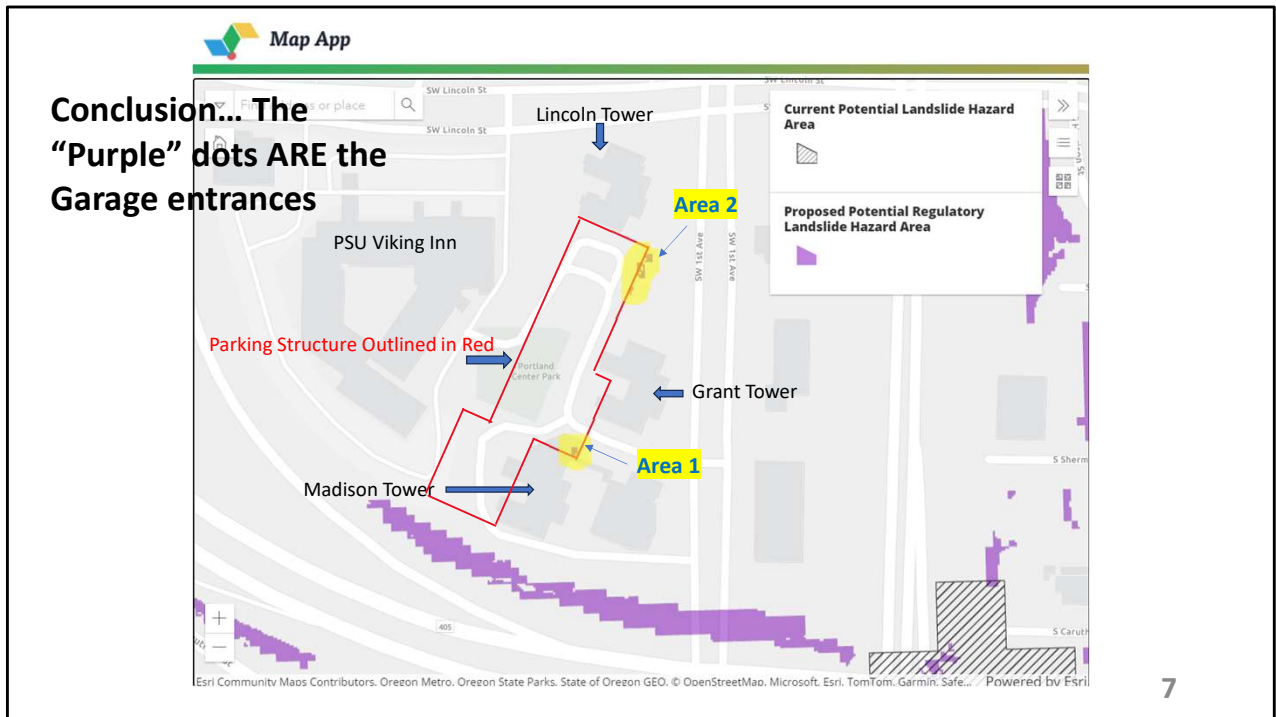 Map App
Conclusion... The
“Purple” dots ARE the
Garage entrances
SW Lincoln St
SW Lincoln St
SW Lincoln St
Lincoln Tower
Current Potential Landslide Hazard
Area
Proposed Potential Regulatory
Landslide Hazard Area
Area 2
PSU Viking Inn
SW 1st Ave
SW 1st Ave
Parking Structure Outlined in Red
Portland
Center Park
Grant Tower
Area 1
S Sherm
Madison Tower
405
S Caruth
Esri Community Maps Contributors, Oregon Metro, Oregon State Parks, State of Oregon GEO, © OpenStreetMap, Microsoft, Esri, TomTom, Garmin, Safe... Powered by Esri
7